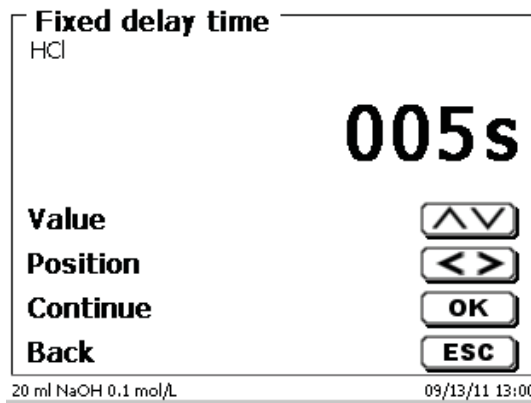 Fixed delay time
HCl
005s
Value
Position
Continue OK
Back ESC
20 ml NaOH 0.1 mol/L 09/13/11 13:00